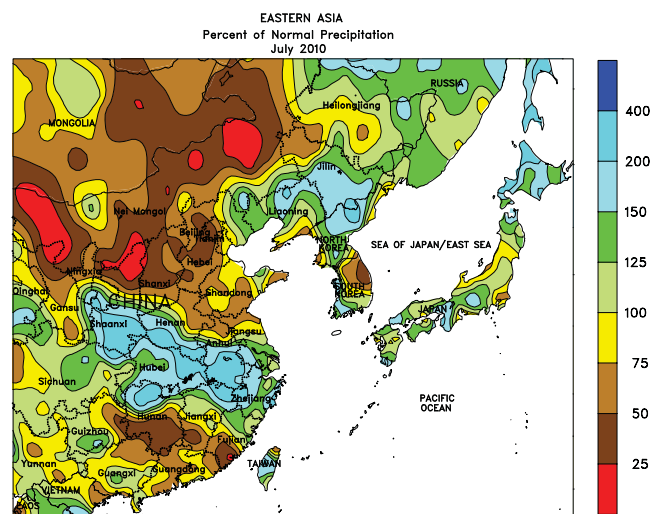 EASTERN ASIA
Percent of Normal Precipitation
July 2010
RUSSIA
Heilongjiang
MONGOLIA
Jilin
Nei Mongol
Liaoning
Beijing
Tianjin
NORTH
KOREA
SEA OF JAPAN/EAST SEA
Hebei
Ningxia
Shanxi
SOUTH
KOREA
Qinghai
Shandong
CHINA
Gansu
JAPAN
Shaanxi
Henan
Jiangsu
Anhui
Hubei
Sichuan
Zhejiang
PACIFIC
OCEAN
Hunan
Jiangxi
Guizhou
Fujian
Yunnan
Guangxi
Guangdong
TAIWAN
VIETNAM
LAOS
400
200
150
125
100
75
50
25